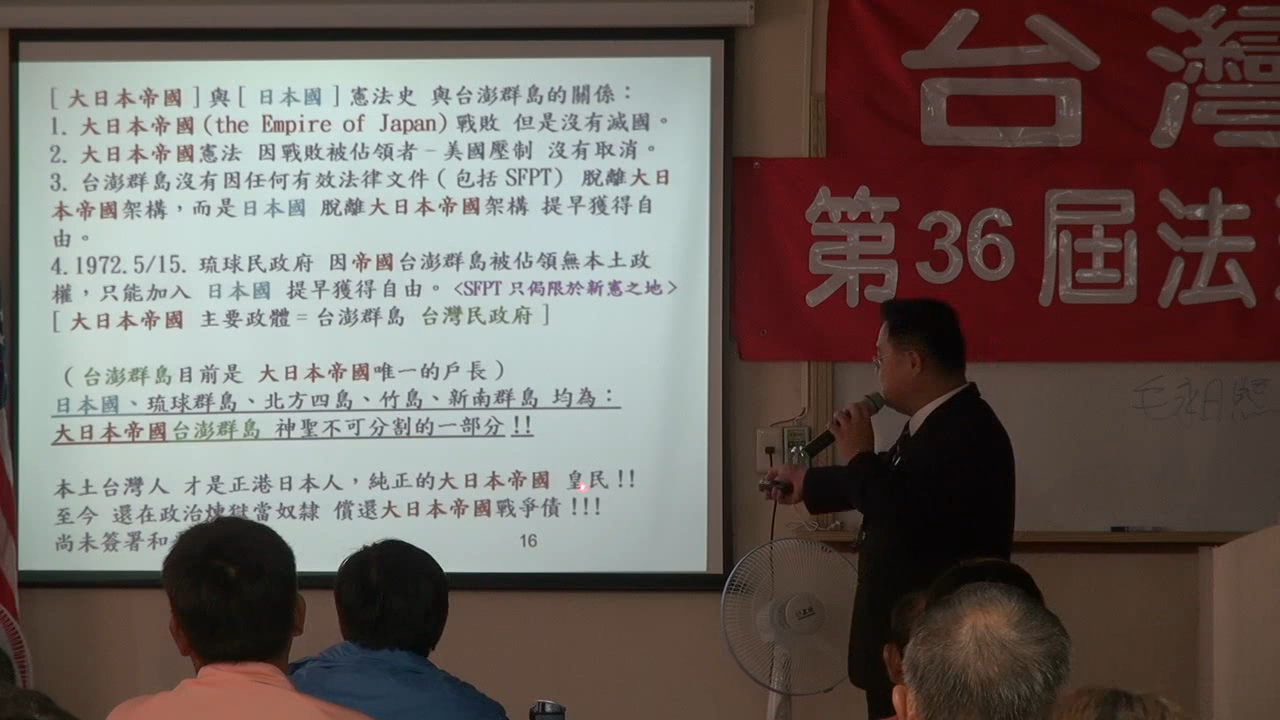 [ 大日本帝國 ] 與 [ 日本國 ] 憲法史 與台澎群島的關係：
1. 大日本帝國 (the Empire of Japan) 戰敗 但是沒有滅國。
2. 大日本帝國憲法 因戰敗被佔領者－美國壓制 沒有取消。
3. 台澎群島沒有因任何有效法律文件 ( 包括 SFPT) 脫離大日
本帝國架構，而是日本國 脫離大日本帝國架構 提早獲得自
由。
4.1972.5/15. 琉球民政府 因帝國台澎群島被佔領無本土政
權，只能加入 日本國 提早獲得自由。<SFPT 只侷限於新憲之地>
[ 大日本帝國 主要政體 = 台澎群島 台灣民政府 ]
( 台澎群島目前是 大日本帝國唯一的戶長 )
日本國、琉球群島、北方四島、竹島、新南群島 均為：
大日本帝國台澎群島 神聖不可分割的一部分 !!
本土台灣人 才是正港日本人，純正的大日本帝國 皇民 !!
至今 還在政治煉獄當奴隸 償還大日本帝國戰爭債 !!!
尚未簽署和
16
台灣
第36屆法